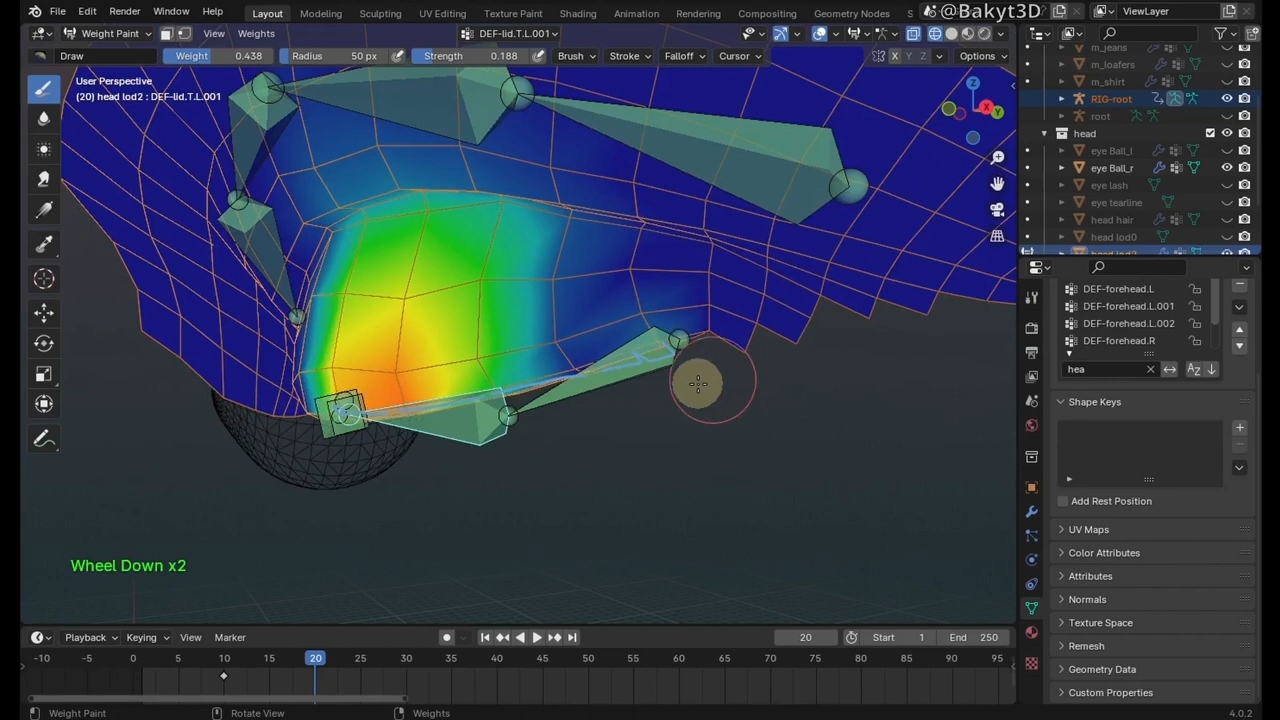 File Edit Render Window Help Layout Modeling Sculpting UV Editing Texture Paint Shading Animation Rendering Compositing Geometry Nodes @Bakyt3D ViewLayer
Weight Paint View Weights DEF-lid.T.L.001
Draw Weight 0.438 Radius 50 px Strength 0.188 Brush Stroke Falloff Cursor X Y Z Options
User Perspective
(20) head lod2 : DEF-lid.T.L.001
Z
X
Y
m_jeans
m_loafers
m_shirt
RIG-root
root
head
eye Ball_l
eye Ball_r
eye lash
eye tearline
head hair
head lod0
head lod2
DEF-forehead.L
DEF-forehead.L.001
DEF-forehead.L.002
DEF-forehead.R
hea
Shape Keys
Add Rest Position
UV Maps
Color Attributes
Attributes
Normals
Texture Space
Remesh
Geometry Data
Custom Properties
Wheel Down x2
Playback Keying View Marker 20 Start 1 End 250
-10 -5 0 5 10 15 20 25 30 35 40 45 50 55 60 65 70 75 80 85 90 95
Weight Paint Rotate View Weights 4.0.2